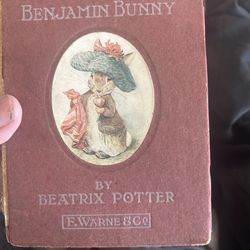 BENJAMIN BUNNY
BY
BEATRIX POTTER
F. WARNE & Co